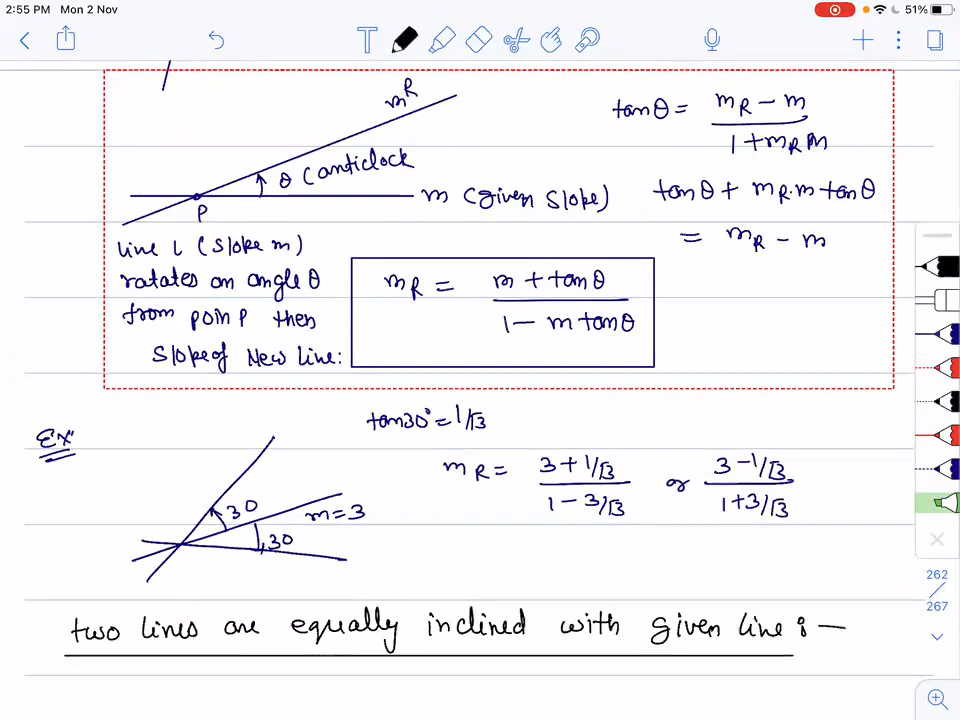 2:55 PM Mon 2 Nov
51%
T
mR
θ (anticlock
m (given slope)
P
line L (slope m)
ratates an angle θ
from poin P then
Slope of New line:
tanθ = mR − m / 1 + mR m
tanθ + mR·m tanθ
= mR − m
mR = m + tanθ / 1 − m tanθ
Ex
tan30° = 1/√3
30
m = 3
30
mR = 3 + 1/√3 / 1 − 3/√3 or 3 − 1/√3 / 1 + 3/√3
two lines are equally inclined with given line :—
262
/
267